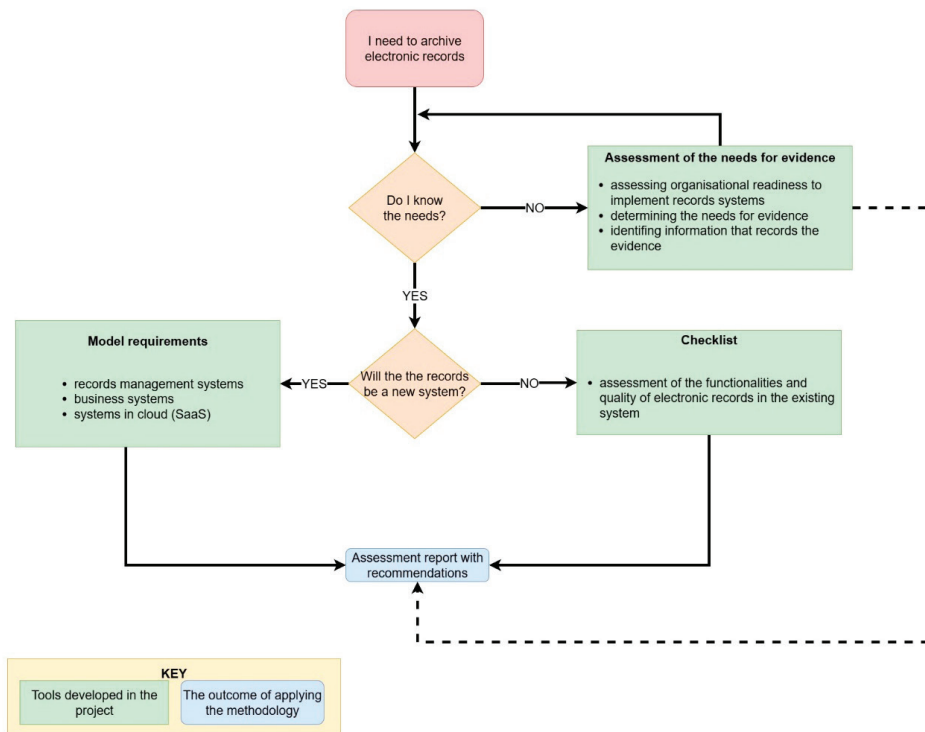 I need to archive
electronic records
Assessment of the needs for evidence
• assessing organisational readiness to
implement records systems
• determining the needs for evidence
• identifing information that records the
evidence
Do I know
the needs?
NO
YES
Model requirements
• records management systems
• business systems
• systems in cloud (SaaS)
YES
Will the the records
be a new system?
NO
Checklist
• assessment of the functionalities and
quality of electronic records in the existing
system
Assessment report with
recommendations
KEY
Tools developed in the
project
The outcome of applying
the methodology